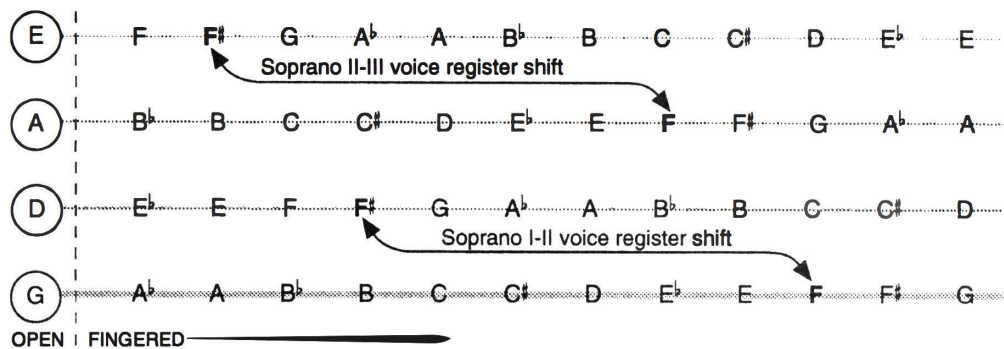 E F F♯ G A♭ A B♭ B C C♯ D E♭ E
Soprano II-III voice register shift
A B♭ B C C♯ D E♭ E F F♯ G A♭ A
D E♭ E F F♯ G A♭ A B♭ B C C♯ D
Soprano I-II voice register shift
G A♭ A B♭ B C C♯ D E♭ E F F♯ G
OPEN FINGERED